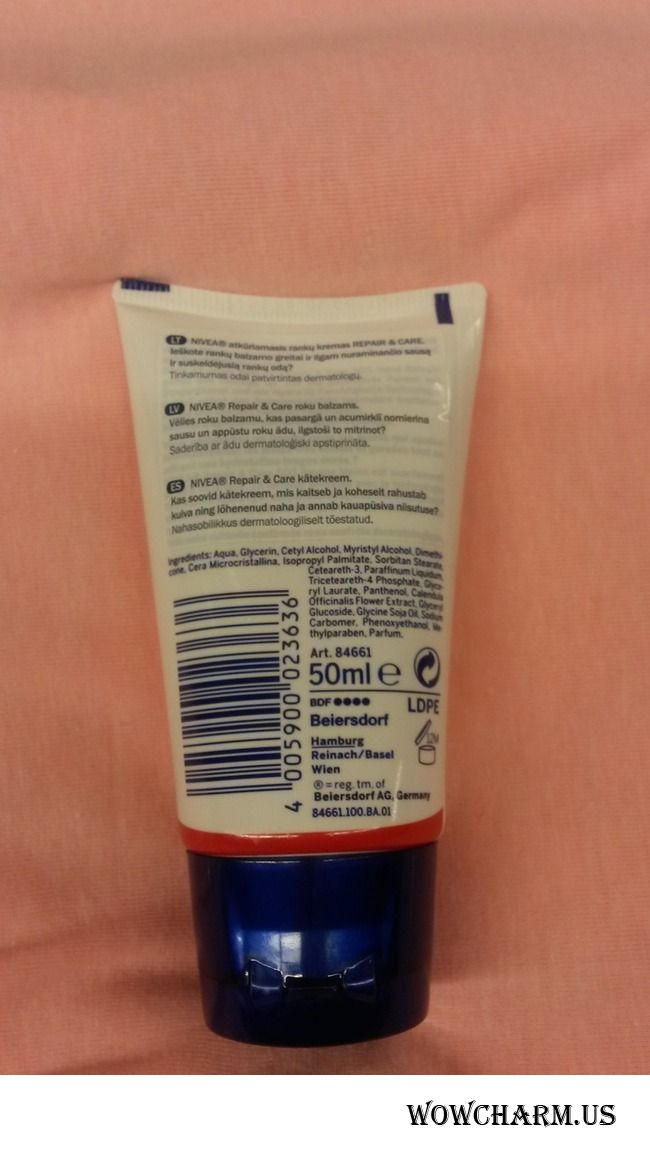 LT NIVEA® atkuriamasis rankų kremas REPAIR & CARE.
Ieškote rankų balzamo greitai ir ilgam nuraminančio sausą
ir suskeldėjusią rankų odą?
Tinkamumas odai patvirtintas dermatologų.
LV NIVEA® Repair & Care roku balzams.
Vēlies roku balzamu, kas pasargā un acumirklī nomierina
sausu un appūstu roku ādu, ilgstoši to mitrinot?
Saderība ar ādu dermatoloģiski apstiprināta.
ES NIVEA® Repair & Care kätekreem.
Kas soovid kätekreem, mis kaitseb ja koheselt rahustab
kuiva ning lõhenenud naha ja annab kauapüsiva niisutuse?
Nahasobilikkus dermatoloogiliselt tõestatud.
Ingredients: Aqua, Glycerin, Cetyl Alcohol, Myristyl Alcohol, Dimethi-
cone, Cera Microcristallina, Isopropyl Palmitate, Sorbitan Stearate,
Ceteareth-3, Paraffinum Liquidum,
Triceteareth-4 Phosphate, Glyce-
ryl Laurate, Panthenol, Calendula
Officinalis Flower Extract, Glyceryl
Glucoside, Glycine Soja Oil, Sodium
Carbomer, Phenoxyethanol, Me-
thylparaben, Parfum.
4 005900 023636
Art. 84661
50ml e
BDF
LDPE
Beiersdorf
12M
Hamburg
Reinach/Basel
Wien
® = reg. tm. of
Beiersdorf AG, Germany
84661.100.BA.01
WOWCHARM.US